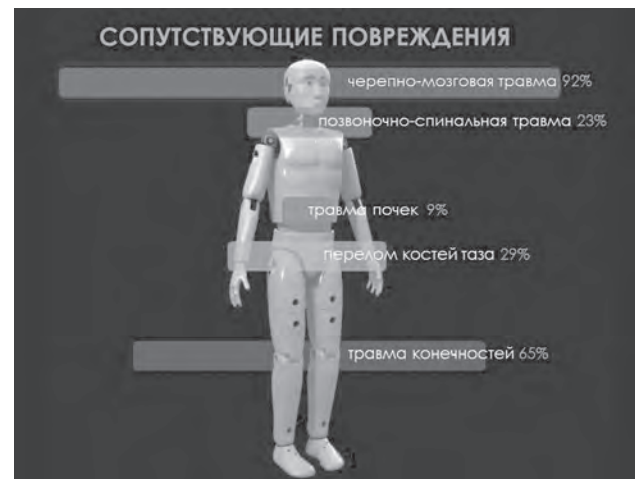 СОПУТСТВУЮЩИЕ ПОВРЕЖДЕНИЯ
черепно-мозговая травма 92%
позвоночно-спинальная травма 23%
травма почек 9%
перелом костей таза 29%
травма конечностей 65%